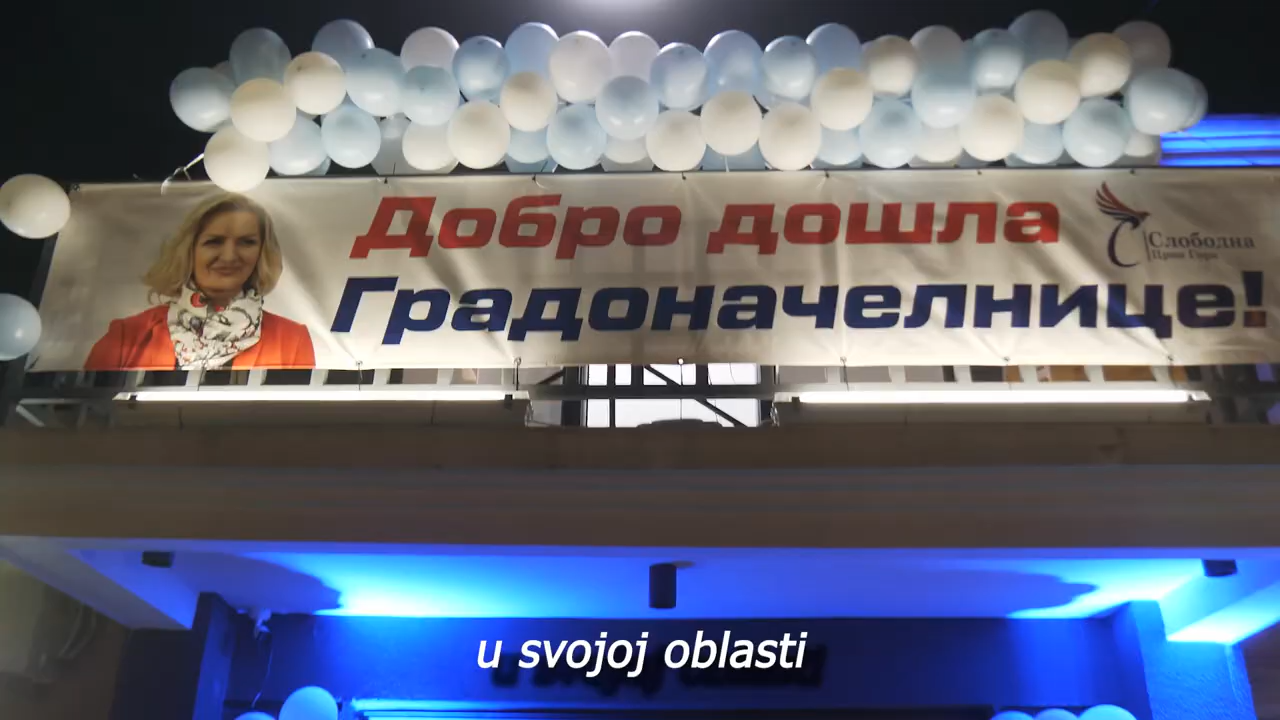 Добро дошла
Слободна
Црна Гора
Градоначелнице!
u svojoj oblasti